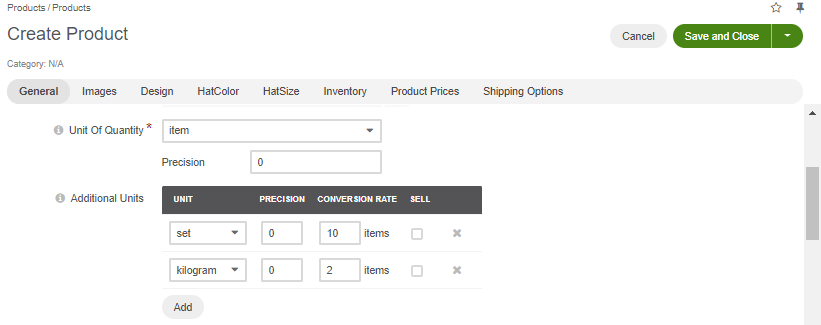 Products / Products
Create Product
Cancel
Save and Close
Category: N/A
General Images Design HatColor HatSize Inventory Product Prices Shipping Options
Unit Of Quantity * item
Precision 0
Additional Units
UNIT PRECISION CONVERSION RATE SELL
set 0 10 items
kilogram 0 2 items
Add